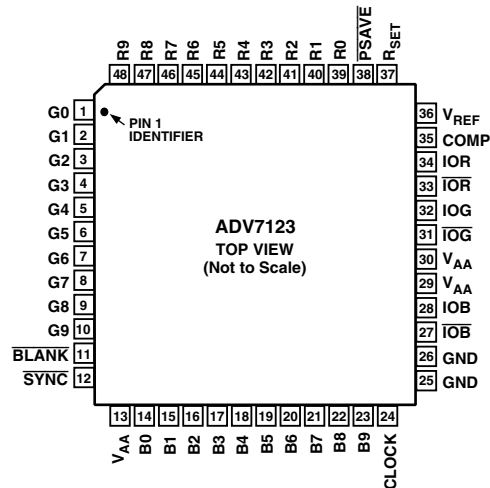 R9 R8 R7 R6 R5 R4 R3 R2 R1 R0 PSAVE RSET
48 47 46 45 44 43 42 41 40 39 38 37
G0 1
G1 2
G2 3
G3 4
G4 5
G5 6
G6 7
G7 8
G8 9
G9 10
BLANK 11
SYNC 12
PIN 1
IDENTIFIER
ADV7123
TOP VIEW
(Not to Scale)
36 VREF
35 COMP
34 IOR
33 IOR
32 IOG
31 IOG
30 VAA
29 VAA
28 IOB
27 IOB
26 GND
25 GND
13 14 15 16 17 18 19 20 21 22 23 24
VAA B0 B1 B2 B3 B4 B5 B6 B7 B8 B9 CLOCK